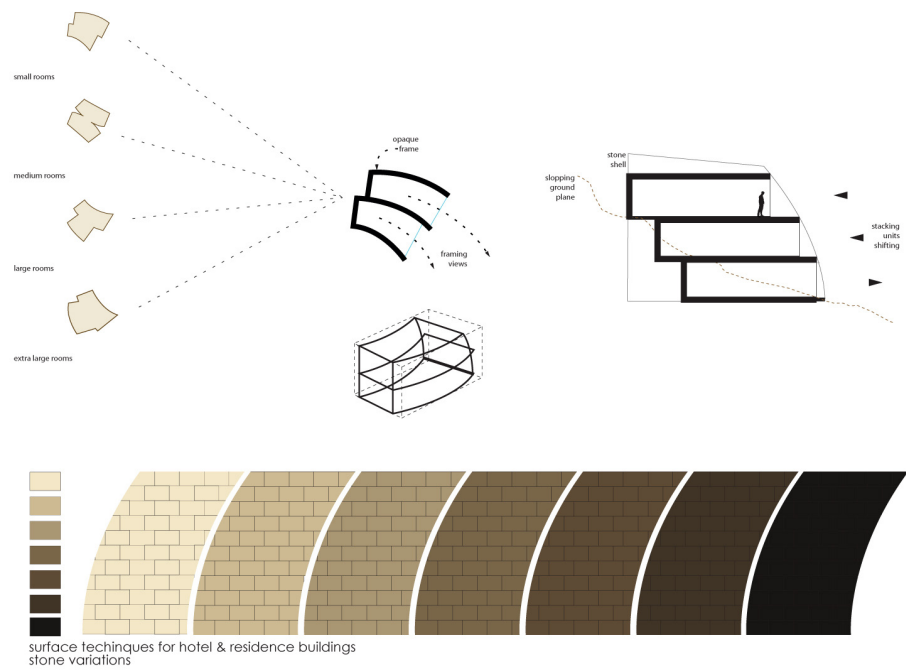 small rooms
medium rooms
large rooms
extra large rooms
opaque
frame
framing
views
stone
shell
slopping
ground
plane
stacking
units
shifting
surface techinques for hotel & residence buildings
stone variations